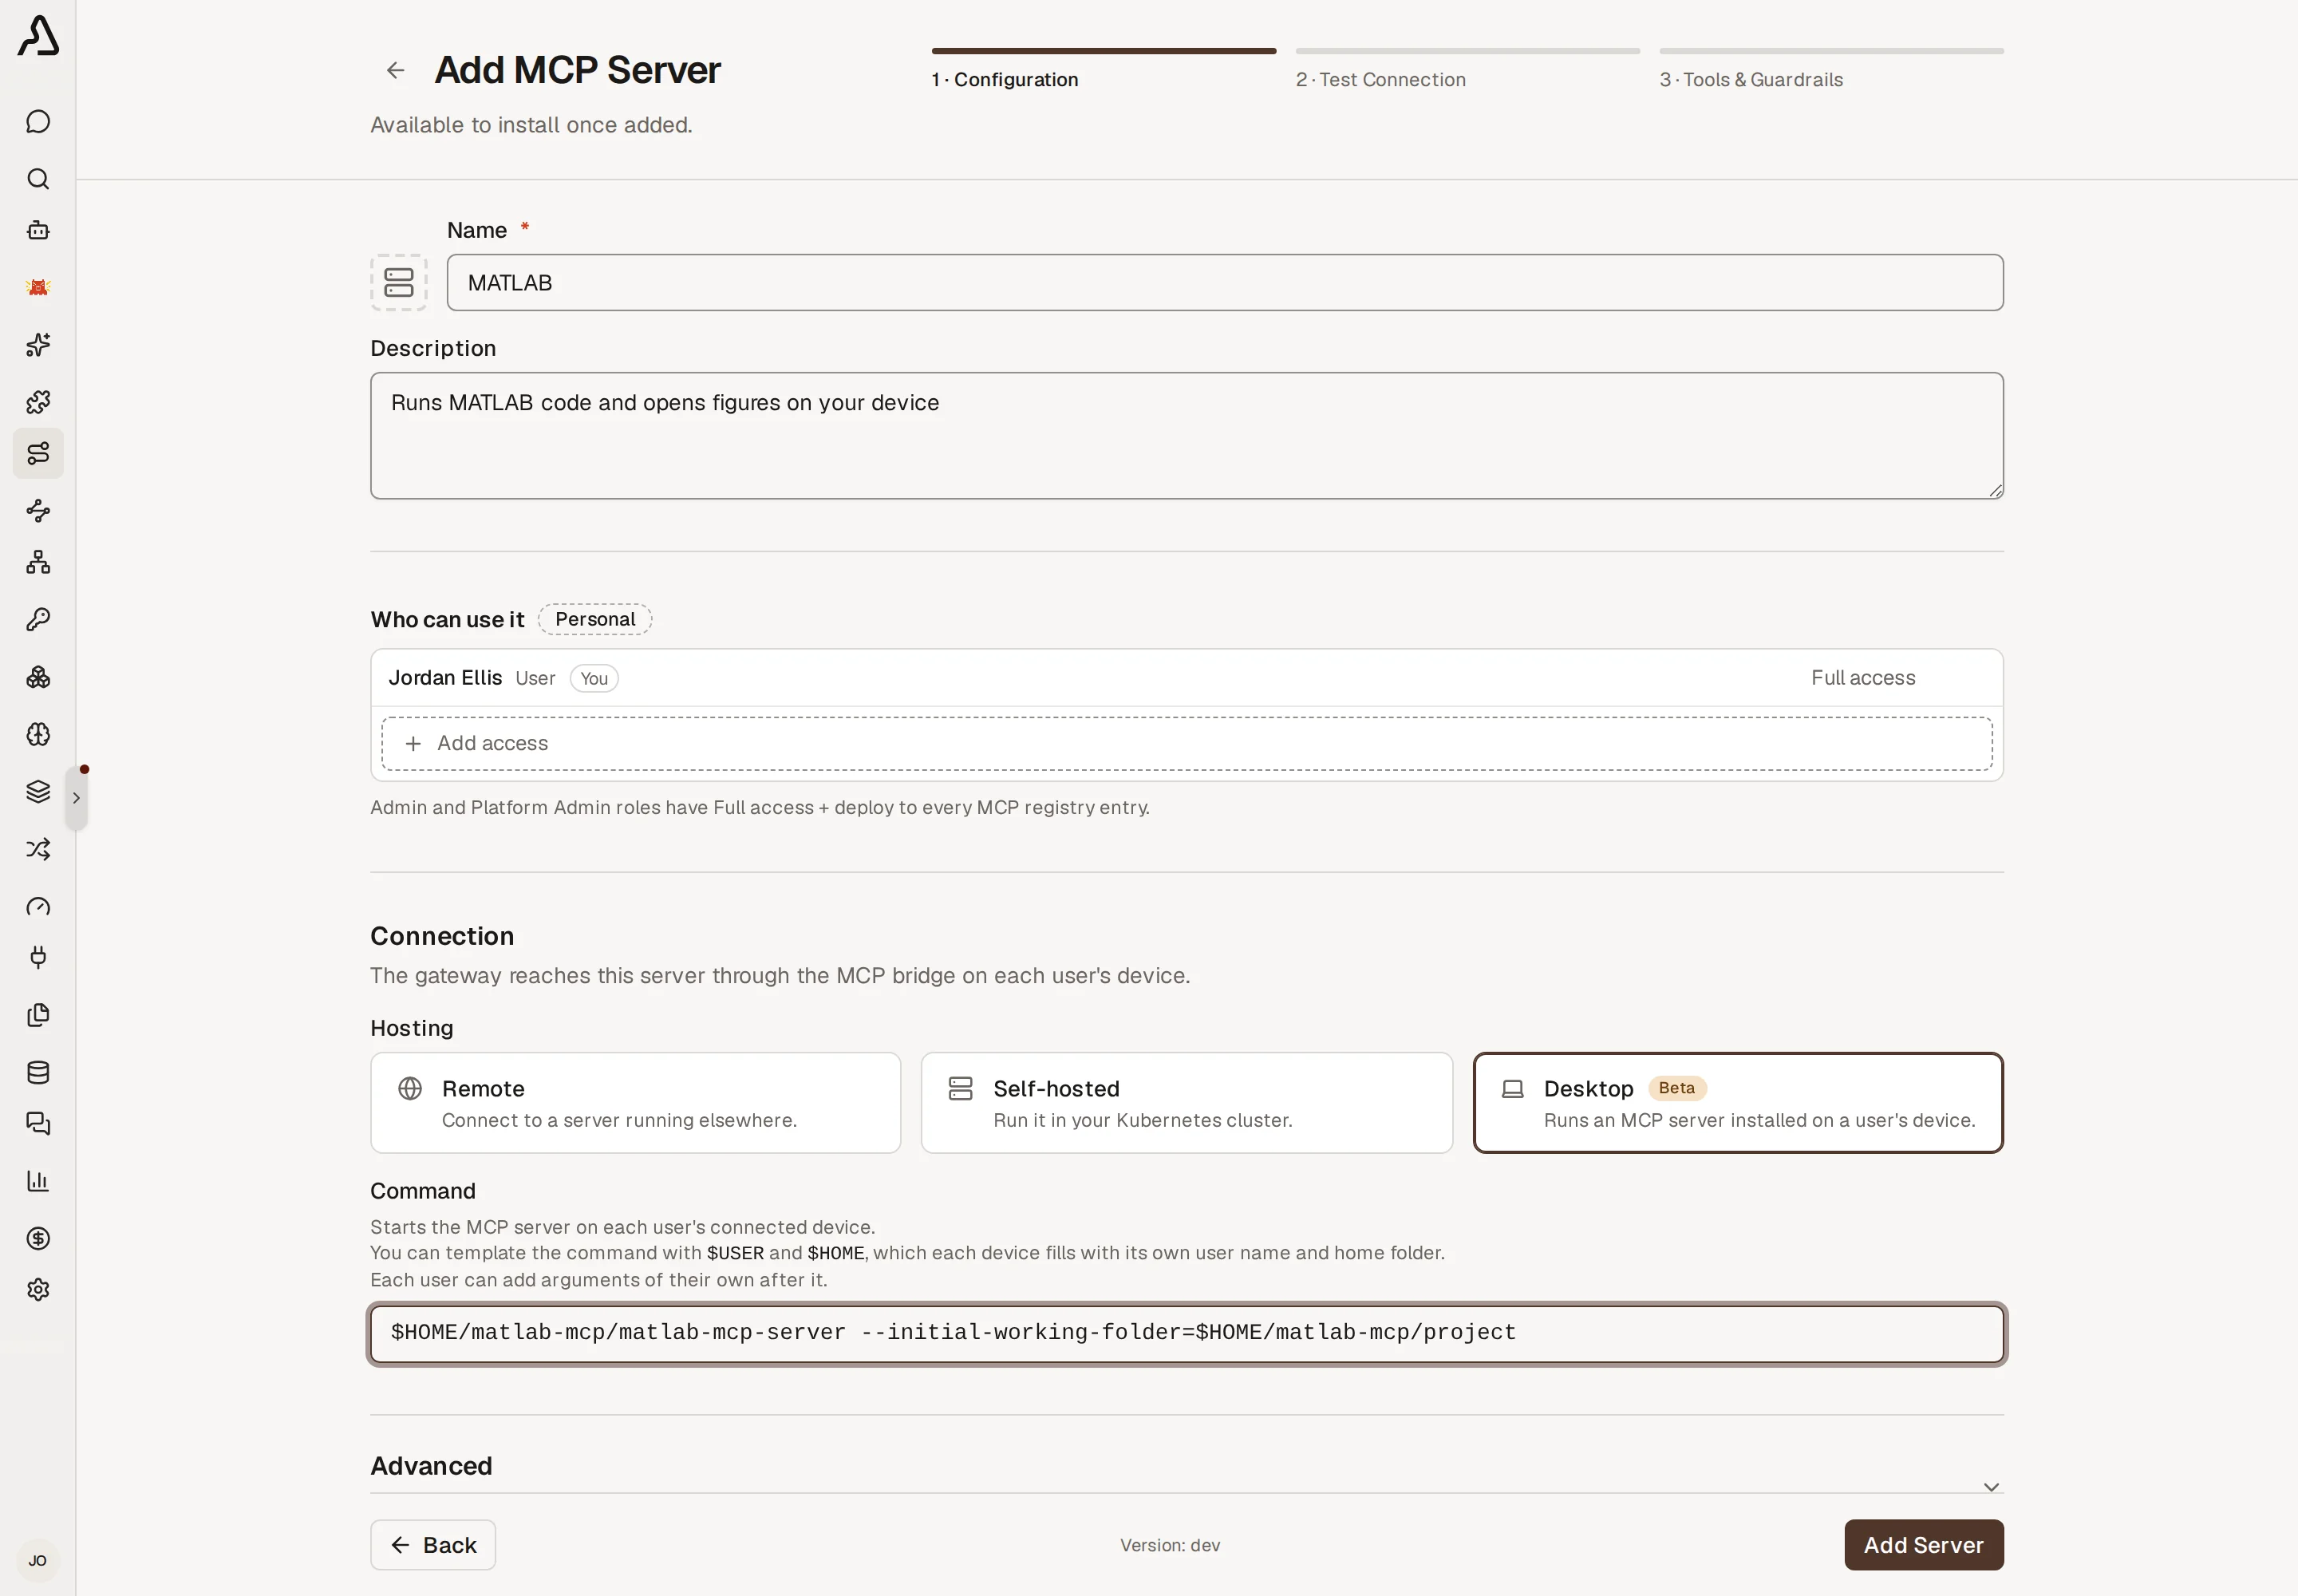 Add MCP Server
Available to install once added.
1 · Configuration
2 · Test Connection
3 · Tools & Guardrails
Name *
MATLAB
Description
Runs MATLAB code and opens figures on your device
Who can use it Personal
Jordan Ellis User You Full access
+ Add access
Admin and Platform Admin roles have Full access + deploy to every MCP registry entry.
Connection
The gateway reaches this server through the MCP bridge on each user's device.
Hosting
Remote
Connect to a server running elsewhere.
Self-hosted
Run it in your Kubernetes cluster.
Desktop Beta
Runs an MCP server installed on a user's device.
Command
Starts the MCP server on each user's connected device.
You can template the command with $USER and $HOME, which each device fills with its own user name and home folder.
Each user can add arguments of their own after it.
$HOME/matlab-mcp/matlab-mcp-server --initial-working-folder=$HOME/matlab-mcp/project
Advanced
Back
Version: dev
Add Server
JO